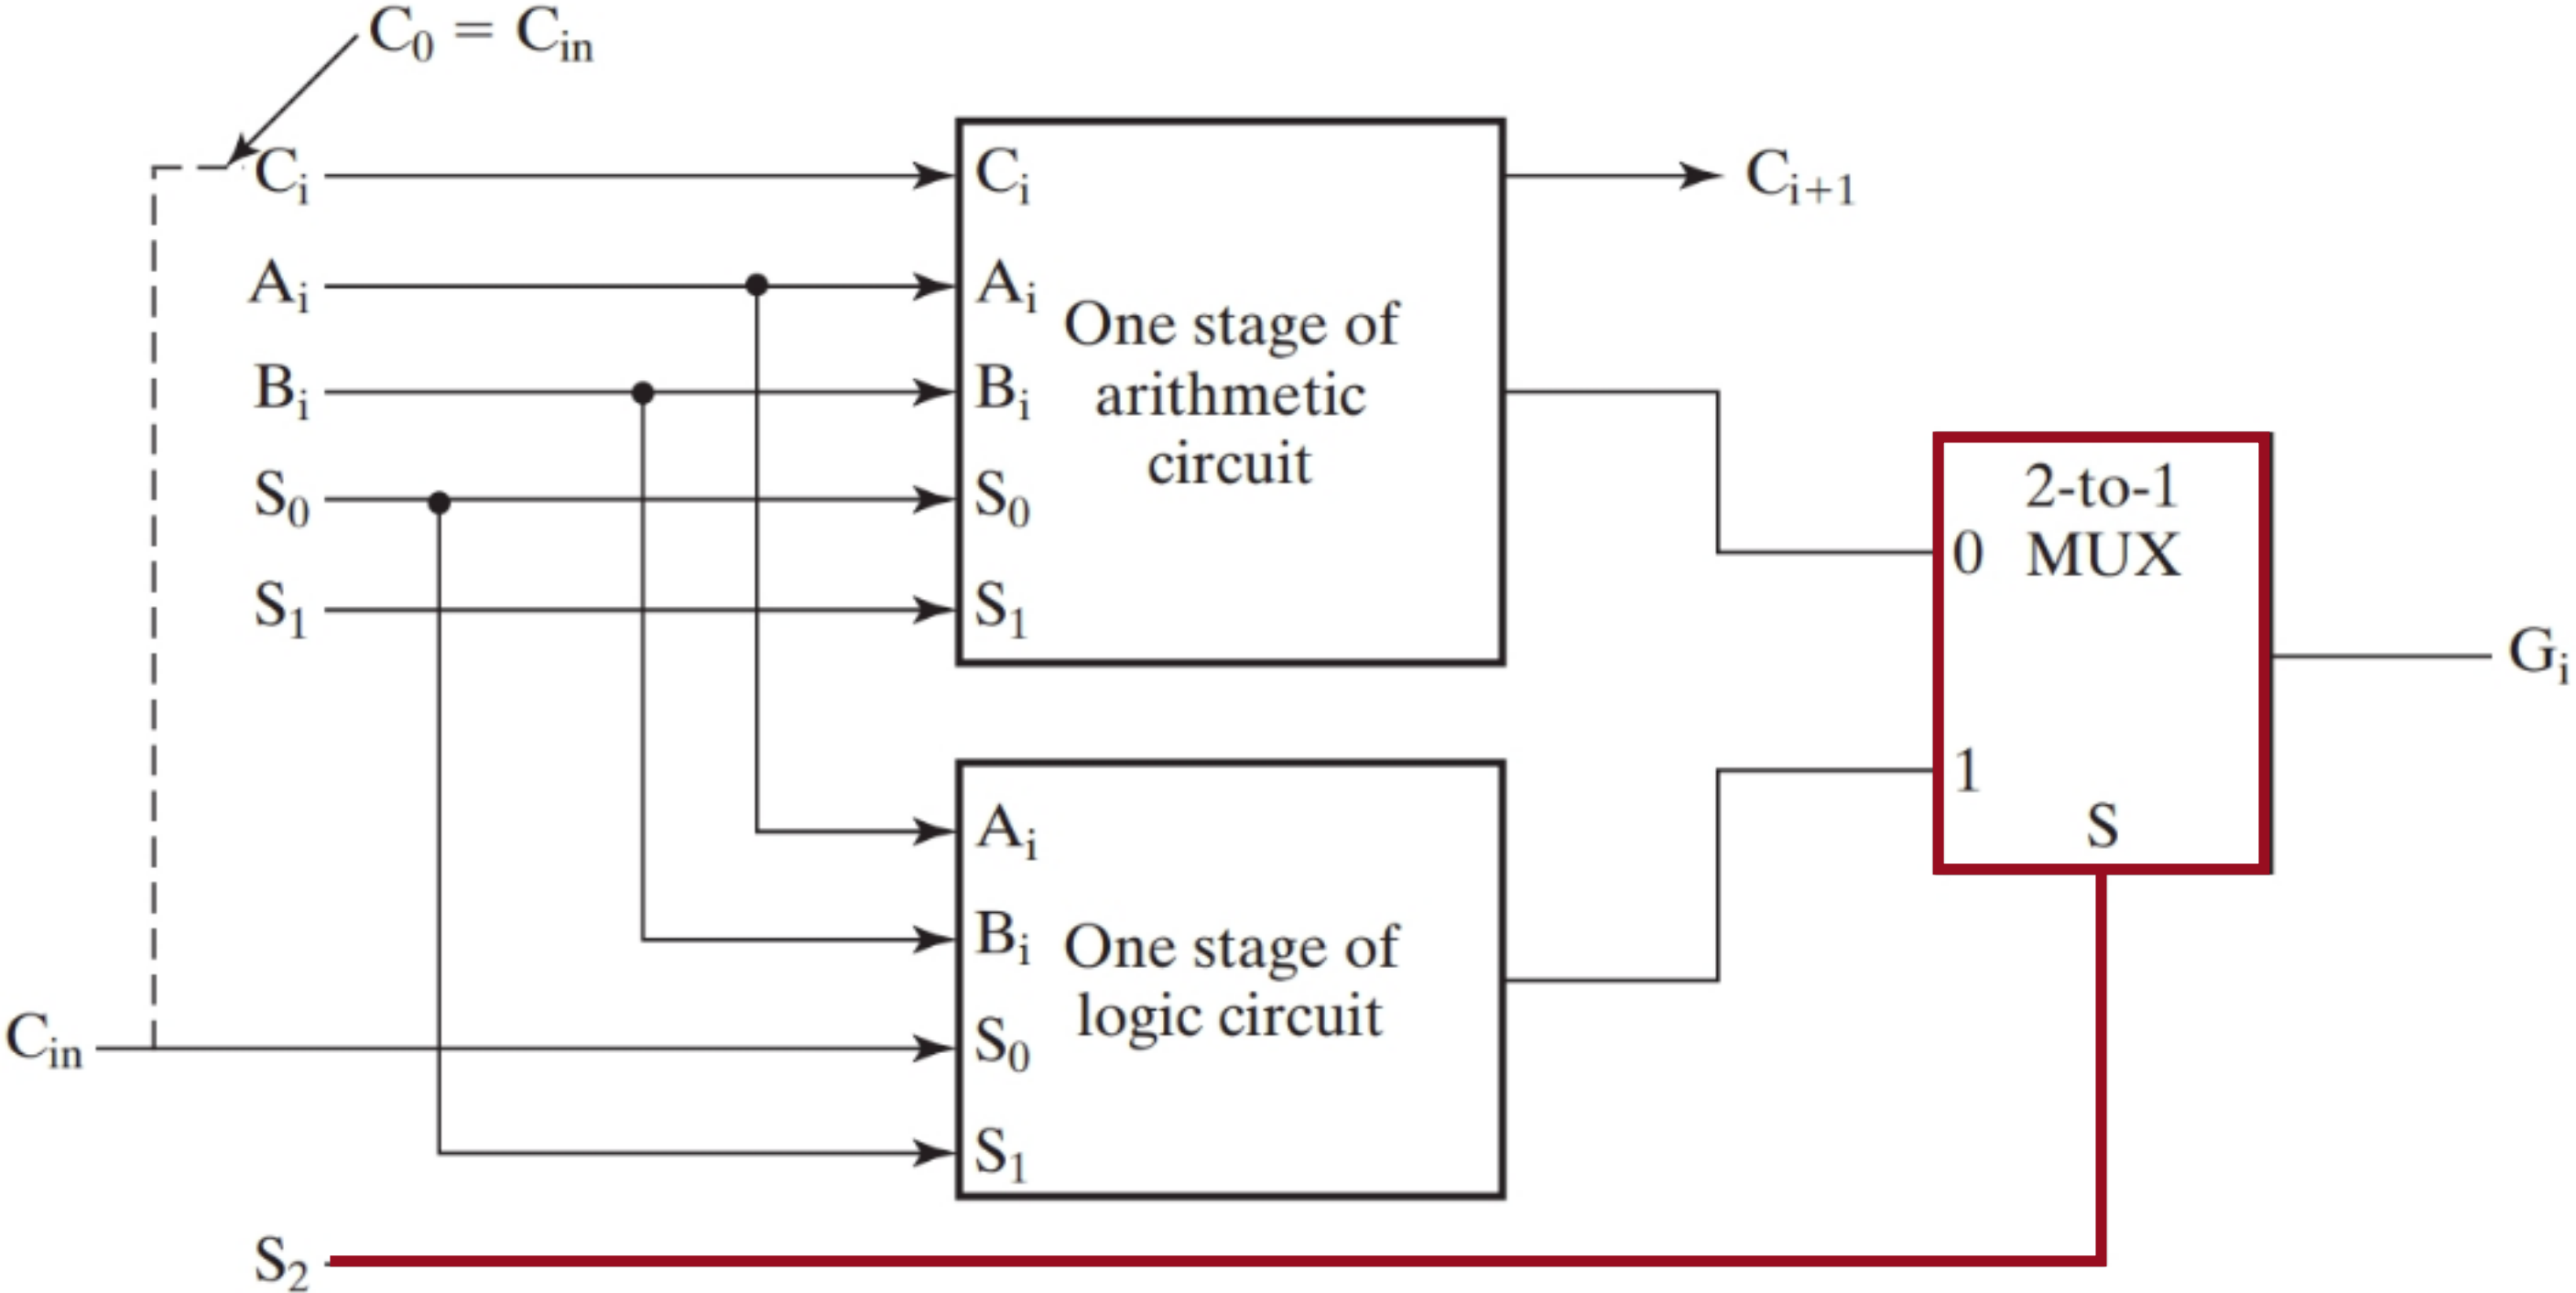 C₀ = Cᵢₙ
Cᵢ
Aᵢ
Bᵢ
S₀
S₁
Cᵢ
Aᵢ
Bᵢ
S₀
S₁
One stage of
arithmetic
circuit
Cᵢ₊₁
2-to-1
MUX
0
1
S
Gᵢ
Cᵢₙ
Aᵢ
Bᵢ
S₀
S₁
One stage of
logic circuit
S₂